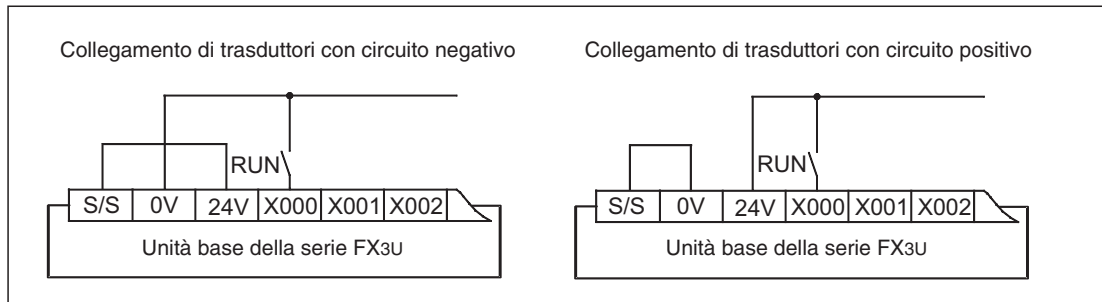 Collegamento di trasduttori con circuito negativo
RUN
S/S 0V 24V X000 X001 X002
Unità base della serie FX3U
Collegamento di trasduttori con circuito positivo
RUN
S/S 0V 24V X000 X001 X002
Unità base della serie FX3U